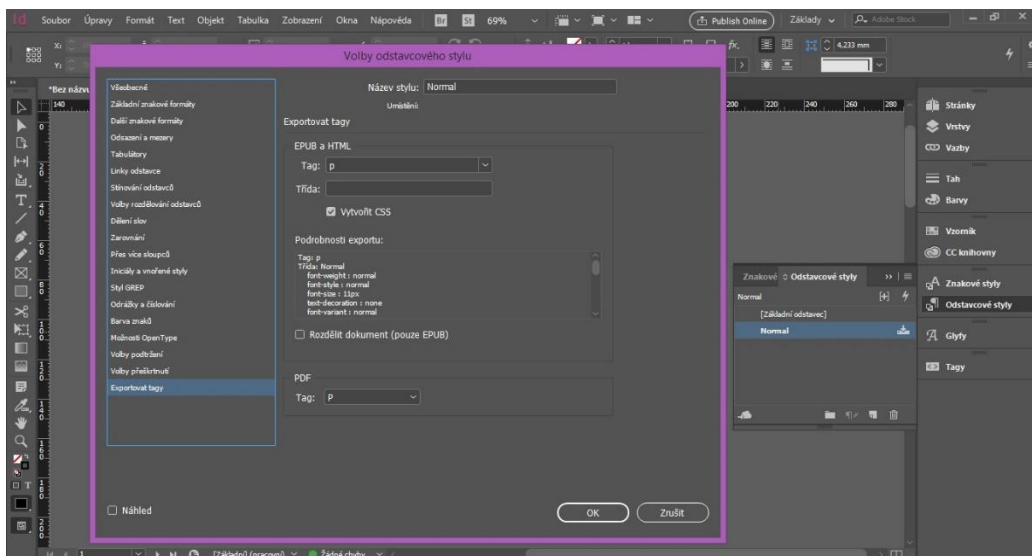 Id Soubor Úpravy Formát Text Objekt Tabulka Zobrazení Okna Nápověda Br St 69% Publish Online Základy Adobe Stock
X:
Y:
fx.
4,233 mm
Volby odstavcového stylu
140
200 220 240 260 280
Všeobecné
Základní znakové formáty
Další znakové formáty
Odsazení a mezery
Tabulátory
Linky odstavce
Stínování odstavců
Volby rozdělování odstavců
Dělení slov
Zarovnání
Přes více sloupců
Iniciály a vnořené styly
Styl GREP
Odrážky a číslování
Barva znaků
Možnosti OpenType
Volby podtržení
Volby přeškrtnutí
Exportovat tagy
Název stylu: Normal
Umístění:
Exportovat tagy
EPUB a HTML
Tag: p
Třída:
Vytvořit CSS
Podrobnosti exportu:
Tag: p
Třída: Normal
font-weight : normal
font-style : normal
font-size : 11px
text-decoration : none
font-variant : normal
Rozdělit dokument (pouze EPUB)
PDF
Tag: P
Náhled
OK Zrušit
Znakové Odstavcové styly
Normal
[Základní odstavec]
Normal
Stránky
Vrstvy
Vazby
Tah
Barvy
Vzorník
CC knihovny
Znakové styly
Odstavcové styly
Glyfy
Tagy
1 [Základní] (pracovní) Žádné chyby